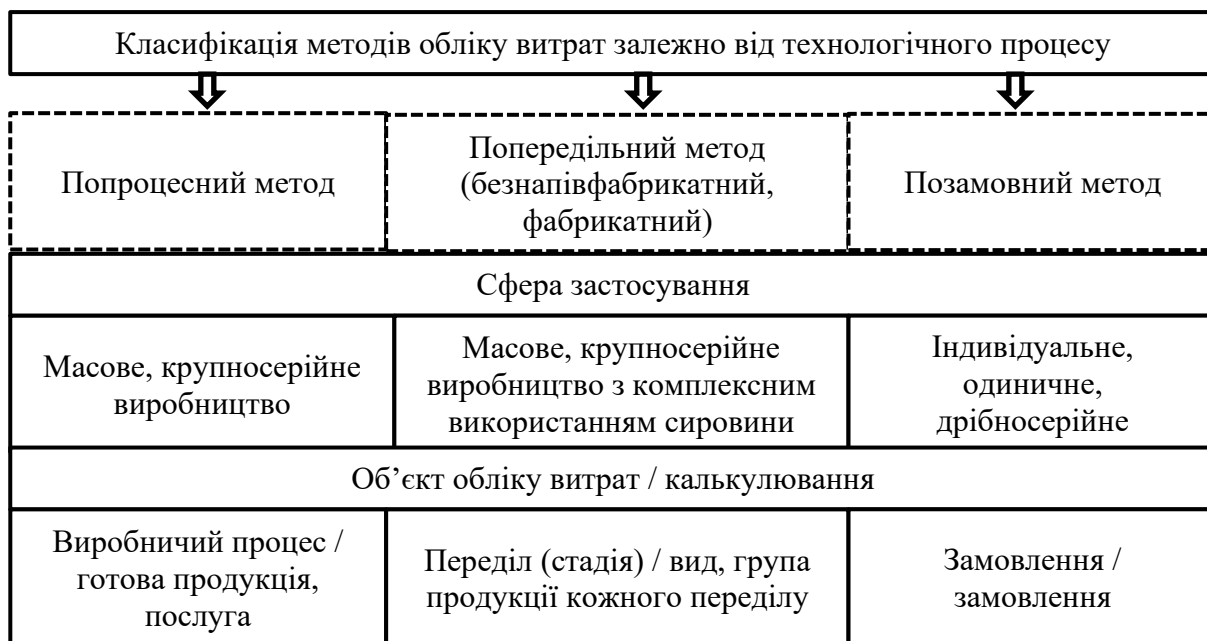 Класифікація методів обліку витрат залежно від технологічного процесу
Попроцесний метод
Попередільний метод
(безнапівфабрикатний,
фабрикатний)
Позамовний метод
Сфера застосування
Масове, крупносерійне
виробництво
Масове, крупносерійне
виробництво з комплексним
використанням сировини
Індивідуальне,
одиничне,
дрібносерійне
Об’єкт обліку витрат / калькулювання
Виробничий процес /
готова продукція,
послуга
Переділ (стадія) / вид, група
продукції кожного переділу
Замовлення /
замовлення